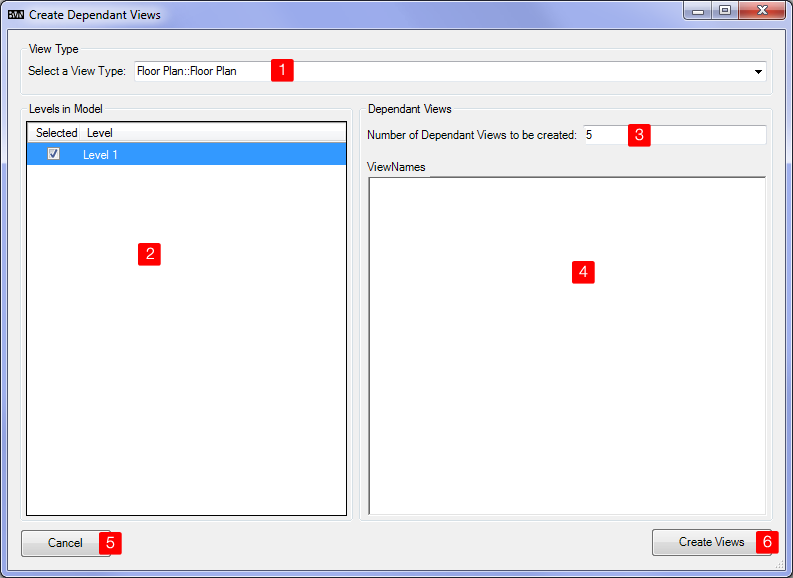 Create Dependant Views
View Type
Select a View Type: Floor Plan::Floor Plan 1
Levels in Model
Selected Level
Level 1
2
Dependant Views
Number of Dependant Views to be created: 5 3
ViewNames
4
Cancel 5
Create Views 6